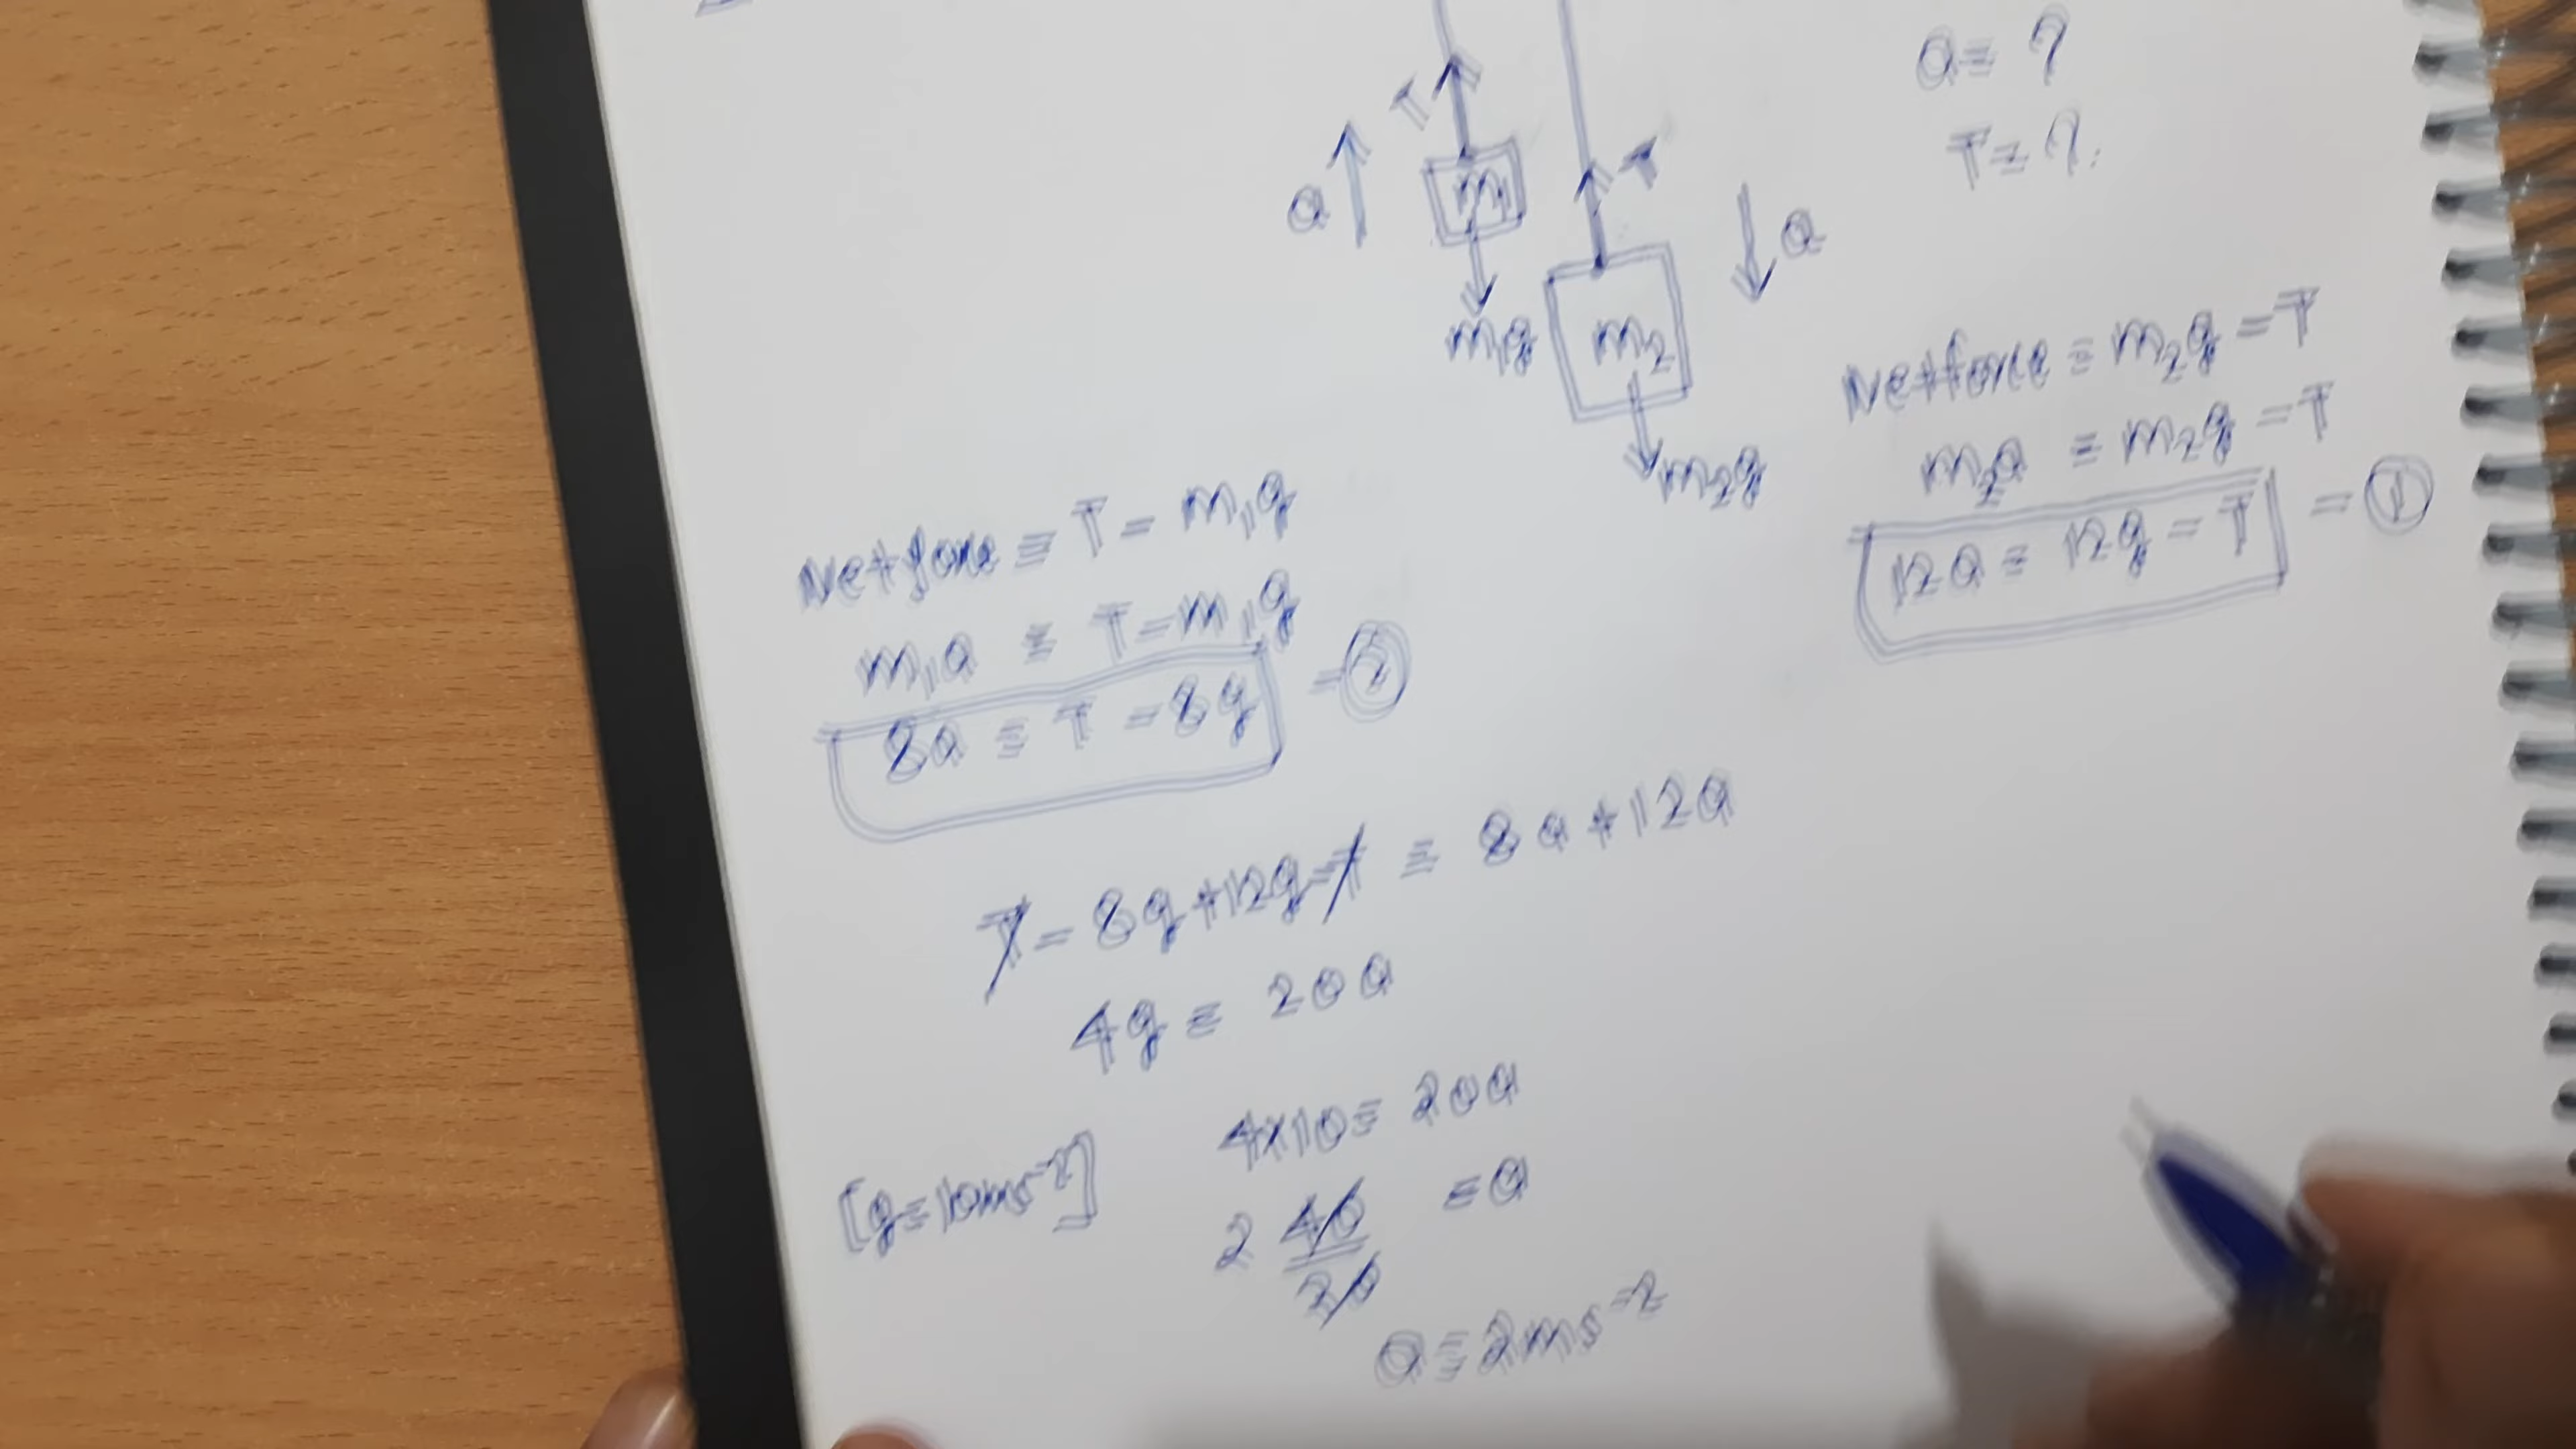 a = ?
T = ?
T
a
m₁
T
a
m₁g
m₂
m₂g
Net force = m₂g - T
m₂a = m₂g - T
12a = 12g - T - ①
Net force = T - m₁g
m₁a = T - m₁g
8a = T - 8g - ②
T - 8g + 12g - T = 8a + 12a
4g = 20a
[g = 10ms⁻²] 4×10 = 20a
2 40/20 = a
a = 2ms⁻²